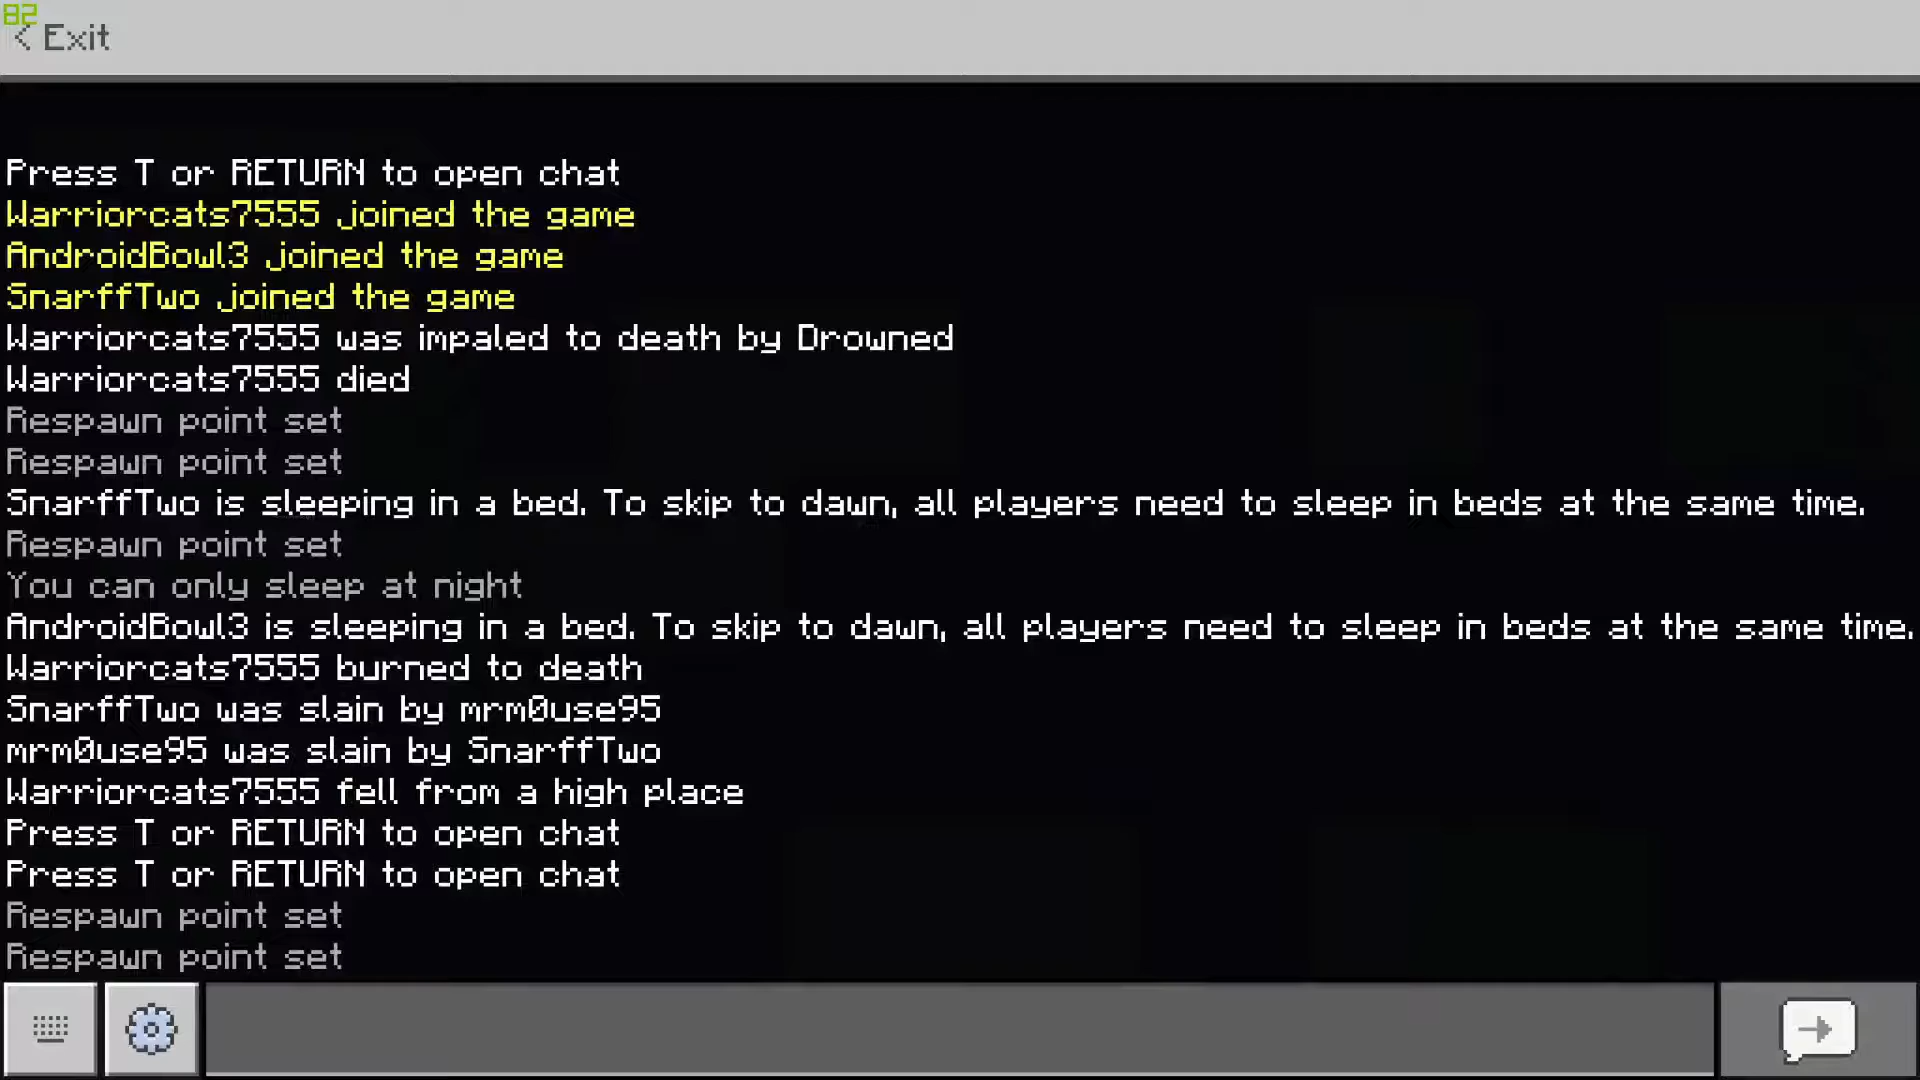 82
< Exit
Press T or RETURN to open chat
Warriorcats7555 joined the game
AndroidBowl3 joined the game
SnarffTwo joined the game
Warriorcats7555 was impaled to death by Drowned
Warriorcats7555 died
Respawn point set
Respawn point set
SnarffTwo is sleeping in a bed. To skip to dawn, all players need to sleep in beds at the same time.
Respawn point set
You can only sleep at night
AndroidBowl3 is sleeping in a bed. To skip to dawn, all players need to sleep in beds at the same time.
Warriorcats7555 burned to death
SnarffTwo was slain by mrm0use95
mrm0use95 was slain by SnarffTwo
Warriorcats7555 fell from a high place
Press T or RETURN to open chat
Press T or RETURN to open chat
Respawn point set
Respawn point set